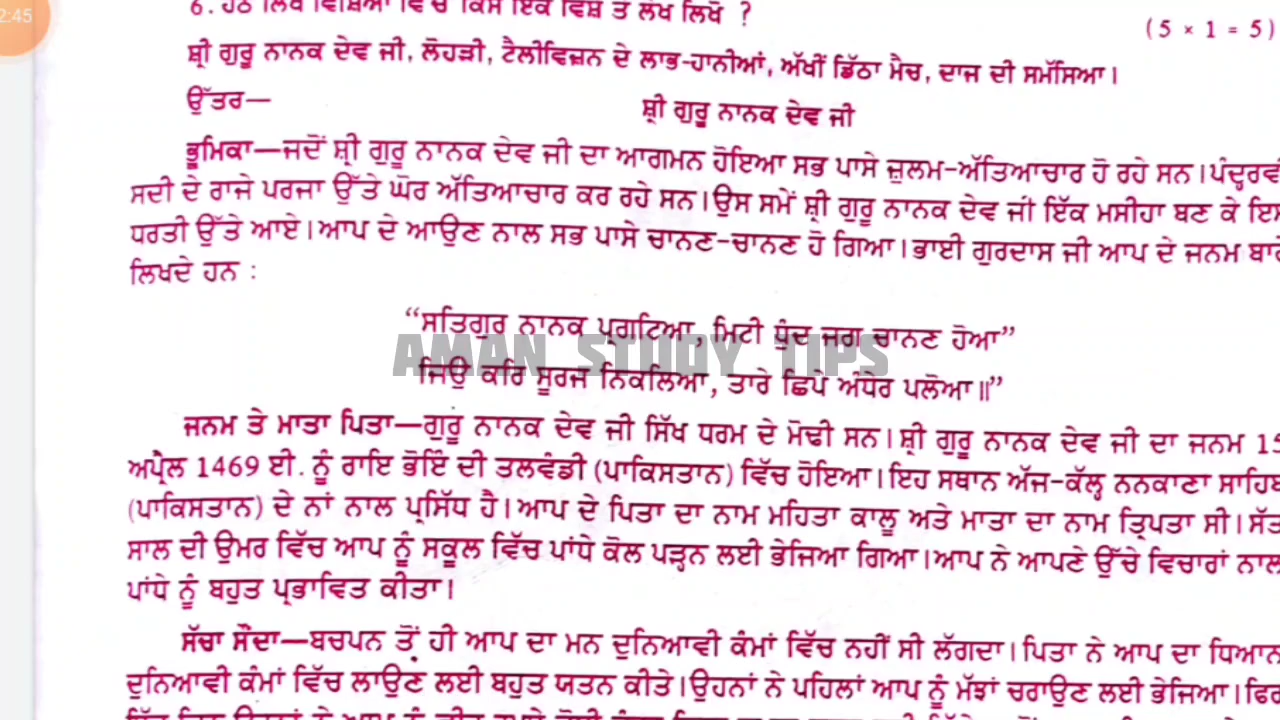 2:45
6. ਹੇਠ ਲਿਖੇ ਵਿਸ਼ਿਆਂ ਵਿੱਚੋਂ ਕਿਸੇ ਇੱਕ ਵਿਸ਼ੇ ਤੇ ਲੇਖ ਲਿਖੋ ?
(5 × 1 = 5)
ਸ਼੍ਰੀ ਗੁਰੂ ਨਾਨਕ ਦੇਵ ਜੀ, ਲੋਹੜੀ, ਟੈਲੀਵਿਜ਼ਨ ਦੇ ਲਾਭ-ਹਾਨੀਆਂ, ਅੱਖੀਂ ਡਿੱਠਾ ਮੈਚ, ਦਾਜ ਦੀ ਸਮੱਸਿਆ।
ਉੱਤਰ—
ਸ਼੍ਰੀ ਗੁਰੂ ਨਾਨਕ ਦੇਵ ਜੀ
ਭੂਮਿਕਾ—ਜਦੋਂ ਸ਼੍ਰੀ ਗੁਰੂ ਨਾਨਕ ਦੇਵ ਜੀ ਦਾ ਆਗਮਨ ਹੋਇਆ ਸਭ ਪਾਸੇ ਜ਼ੁਲਮ-ਅੱਤਿਆਚਾਰ ਹੋ ਰਹੇ ਸਨ।ਪੰਦ੍ਹਰਵੀਂ
ਸਦੀ ਦੇ ਰਾਜੇ ਪਰਜਾ ਉੱਤੇ ਘੋਰ ਅੱਤਿਆਚਾਰ ਕਰ ਰਹੇ ਸਨ।ਉਸ ਸਮੇਂ ਸ਼੍ਰੀ ਗੁਰੂ ਨਾਨਕ ਦੇਵ ਜੀ ਇੱਕ ਮਸੀਹਾ ਬਣ ਕੇ ਇਸ
ਧਰਤੀ ਉੱਤੇ ਆਏ।ਆਪ ਦੇ ਆਉਣ ਨਾਲ ਸਭ ਪਾਸੇ ਚਾਨਣ-ਚਾਨਣ ਹੋ ਗਿਆ।ਭਾਈ ਗੁਰਦਾਸ ਜੀ ਆਪ ਦੇ ਜਨਮ ਬਾਰੇ
ਲਿਖਦੇ ਹਨ :
“ਸਤਿਗੁਰ ਨਾਨਕ ਪ੍ਰਗਟਿਆ, ਮਿਟੀ ਧੁੰਦ ਜਗ ਚਾਨਣ ਹੋਆ”
AMAN STUDY TIPS
ਜਿਉ ਕਰਿ ਸੂਰਜ ਨਿਕਲਿਆ, ਤਾਰੇ ਛਿਪੇ ਅੰਧੇਰ ਪਲੋਆ॥”
ਜਨਮ ਤੇ ਮਾਤਾ ਪਿਤਾ—ਗੁਰੂ ਨਾਨਕ ਦੇਵ ਜੀ ਸਿੱਖ ਧਰਮ ਦੇ ਮੋਢੀ ਸਨ।ਸ਼੍ਰੀ ਗੁਰੂ ਨਾਨਕ ਦੇਵ ਜੀ ਦਾ ਜਨਮ 15
ਅਪ੍ਰੈਲ 1469 ਈ. ਨੂੰ ਰਾਇ ਭੋਇੰ ਦੀ ਤਲਵੰਡੀ (ਪਾਕਿਸਤਾਨ) ਵਿੱਚ ਹੋਇਆ।ਇਹ ਸਥਾਨ ਅੱਜ-ਕੱਲ੍ਹ ਨਨਕਾਣਾ ਸਾਹਿਬ
(ਪਾਕਿਸਤਾਨ) ਦੇ ਨਾਂ ਨਾਲ ਪ੍ਰਸਿੱਧ ਹੈ।ਆਪ ਦੇ ਪਿਤਾ ਦਾ ਨਾਮ ਮਹਿਤਾ ਕਾਲੂ ਅਤੇ ਮਾਤਾ ਦਾ ਨਾਮ ਤ੍ਰਿਪਤਾ ਸੀ।ਸੱਤ
ਸਾਲ ਦੀ ਉਮਰ ਵਿੱਚ ਆਪ ਨੂੰ ਸਕੂਲ ਵਿੱਚ ਪਾਂਧੇ ਕੋਲ ਪੜ੍ਹਨ ਲਈ ਭੇਜਿਆ ਗਿਆ।ਆਪ ਨੇ ਆਪਣੇ ਉੱਚੇ ਵਿਚਾਰਾਂ ਨਾਲ
ਪਾਂਧੇ ਨੂੰ ਬਹੁਤ ਪ੍ਰਭਾਵਿਤ ਕੀਤਾ।
ਸੱਚਾ ਸੌਦਾ—ਬਚਪਨ ਤੋਂ ਹੀ ਆਪ ਦਾ ਮਨ ਦੁਨਿਆਵੀ ਕੰਮਾਂ ਵਿੱਚ ਨਹੀਂ ਸੀ ਲੱਗਦਾ।ਪਿਤਾ ਨੇ ਆਪ ਦਾ ਧਿਆਨ
ਦੁਨਿਆਵੀ ਕੰਮਾਂ ਵਿੱਚ ਲਾਉਣ ਲਈ ਬਹੁਤ ਯਤਨ ਕੀਤੇ।ਉਹਨਾਂ ਨੇ ਪਹਿਲਾਂ ਆਪ ਨੂੰ ਮੱਝਾਂ ਚਰਾਉਣ ਲਈ ਭੇਜਿਆ।ਫਿਰ